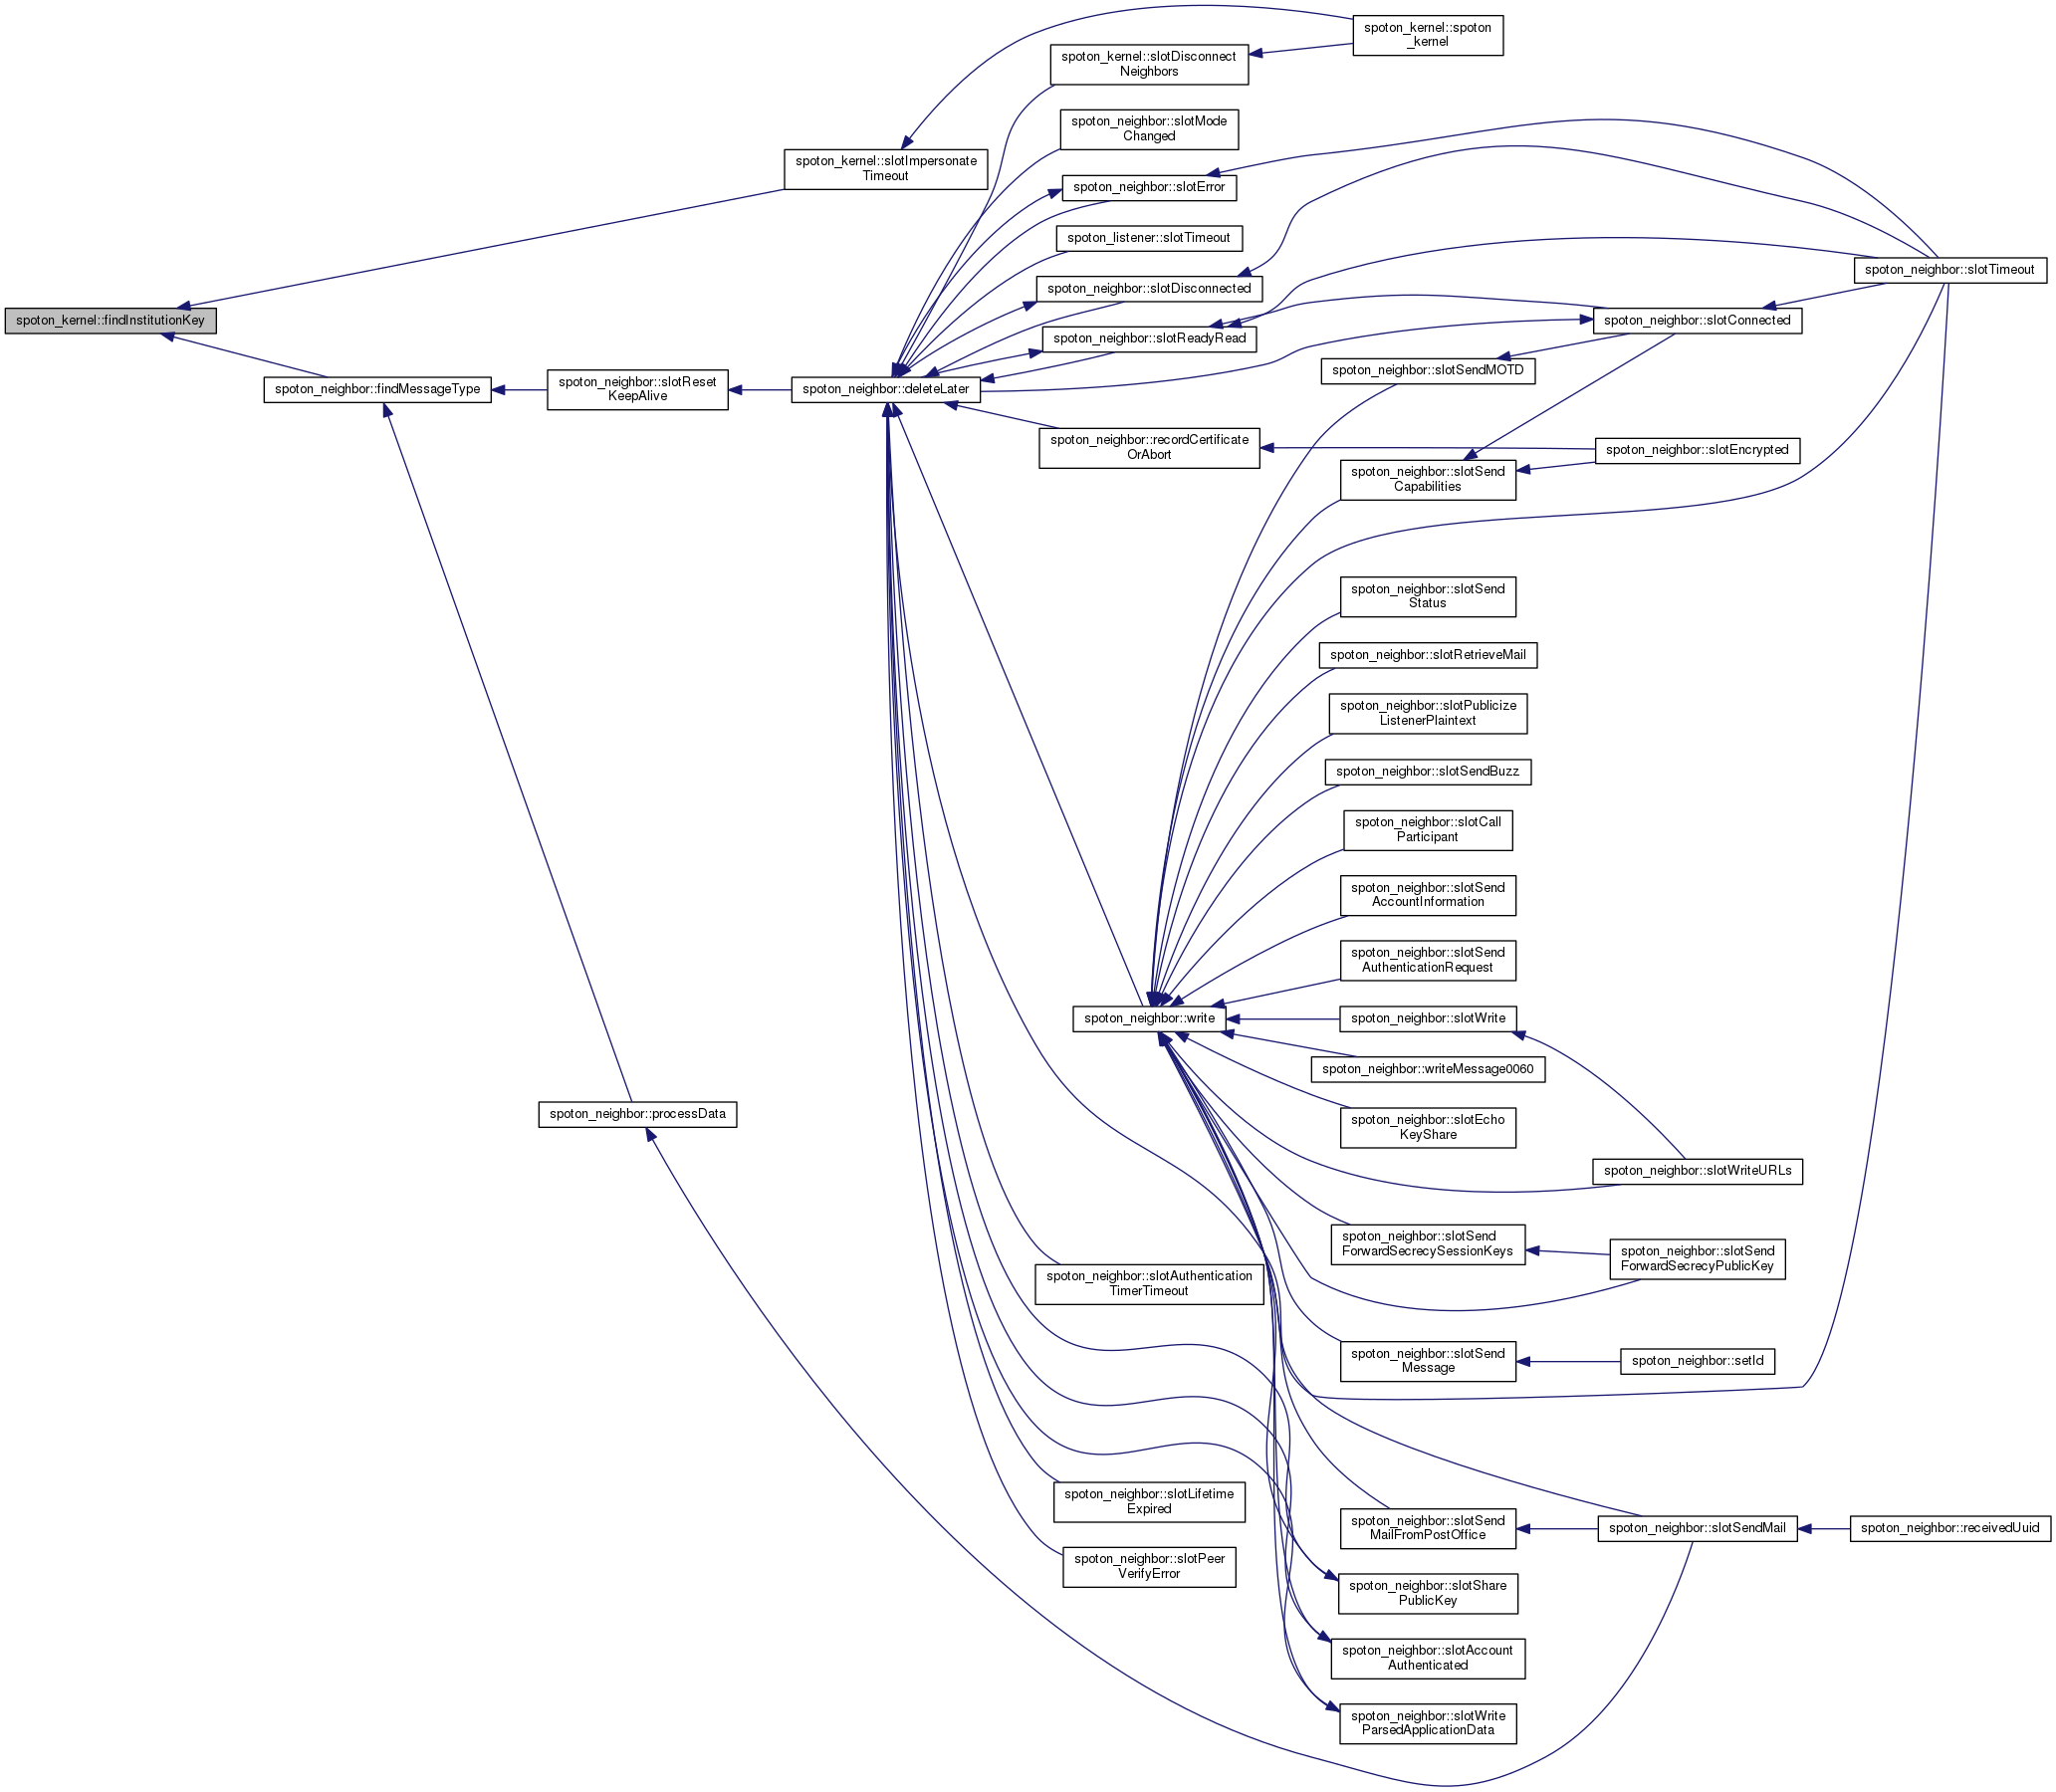 spoton_kernel::spoton
_kernel
spoton_kernel::slotDisconnect
Neighbors
spoton_neighbor::slotMode
Changed
spoton_kernel::slotImpersonate
Timeout
spoton_neighbor::slotError
spoton_listener::slotTimeout
spoton_neighbor::slotTimeout
spoton_neighbor::slotDisconnected
spoton_kernel::findInstitutionKey
spoton_neighbor::slotConnected
spoton_neighbor::slotReadyRead
spoton_neighbor::slotSendMOTD
spoton_neighbor::findMessageType
spoton_neighbor::slotReset
KeepAlive
spoton_neighbor::deleteLater
spoton_neighbor::recordCertificate
OrAbort
spoton_neighbor::slotEncrypted
spoton_neighbor::slotSend
Capabilities
spoton_neighbor::slotSend
Status
spoton_neighbor::slotRetrieveMail
spoton_neighbor::slotPublicize
ListenerPlaintext
spoton_neighbor::slotSendBuzz
spoton_neighbor::slotCall
Participant
spoton_neighbor::slotSend
AccountInformation
spoton_neighbor::slotSend
AuthenticationRequest
spoton_neighbor::write
spoton_neighbor::slotWrite
spoton_neighbor::writeMessage0060
spoton_neighbor::processData
spoton_neighbor::slotEcho
KeyShare
spoton_neighbor::slotWriteURLs
spoton_neighbor::slotSend
ForwardSecrecySessionKeys
spoton_neighbor::slotSend
ForwardSecrecyPublicKey
spoton_neighbor::slotAuthentication
TimerTimeout
spoton_neighbor::slotSend
Message
spoton_neighbor::setId
spoton_neighbor::slotLifetime
Expired
spoton_neighbor::slotSend
MailFromPostOffice
spoton_neighbor::slotSendMail
spoton_neighbor::receivedUuid
spoton_neighbor::slotPeer
VerifyError
spoton_neighbor::slotShare
PublicKey
spoton_neighbor::slotAccount
Authenticated
spoton_neighbor::slotWrite
ParsedApplicationData